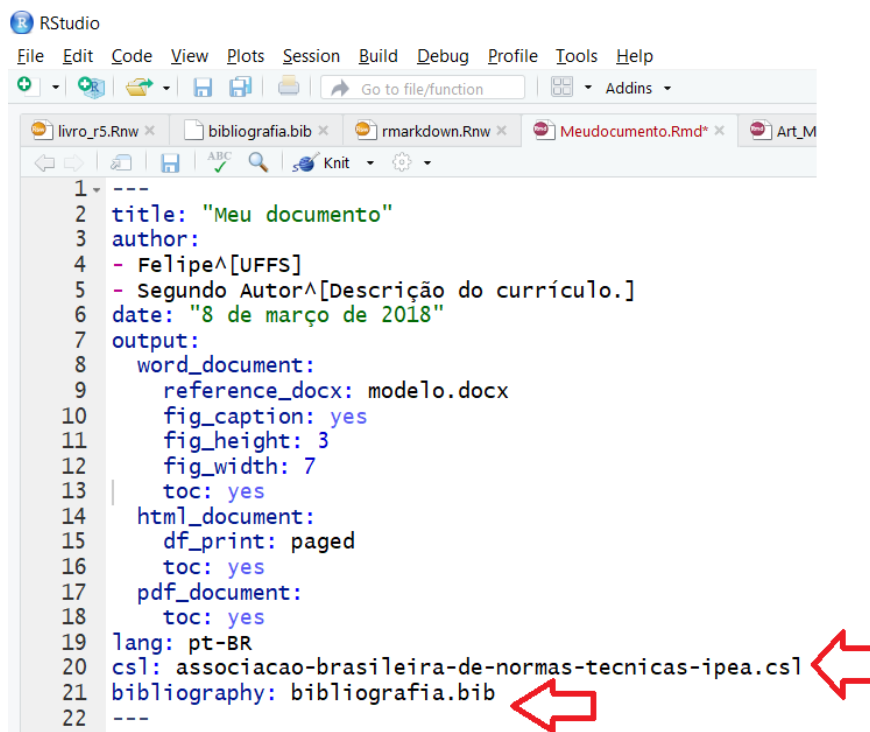 RStudio
File Edit Code View Plots Session Build Debug Profile Tools Help
Go to file/function Addins
livro_r5.Rnw bibliografia.bib rmarkdown.Rnw Meudocumento.Rmd* Art_M
ABC Knit
1 ---
2 title: "Meu documento"
3 author:
4 - Felipe^[UFFS]
5 - Segundo Autor^[Descrição do currículo.]
6 date: "8 de março de 2018"
7 output:
8 word_document:
9 reference_docx: modelo.docx
10 fig_caption: yes
11 fig_height: 3
12 fig_width: 7
13 toc: yes
14 html_document:
15 df_print: paged
16 toc: yes
17 pdf_document:
18 toc: yes
19 lang: pt-BR
20 csl: associacao-brasileira-de-normas-tecnicas-ipea.csl
21 bibliography: bibliografia.bib
22 ---